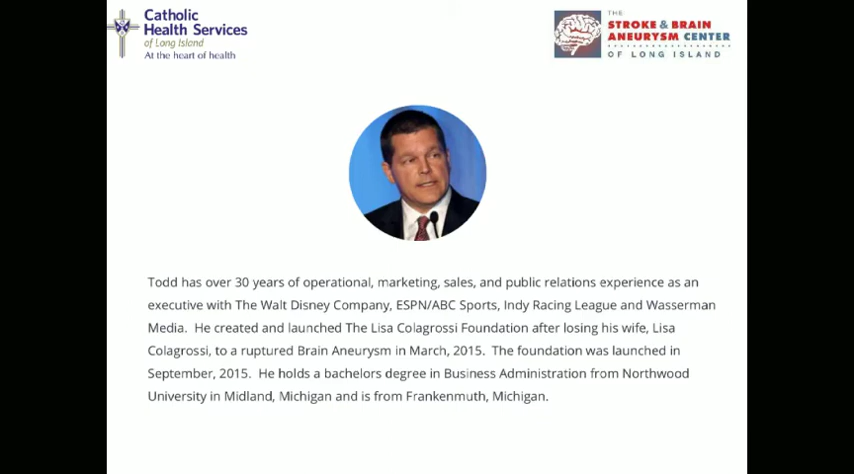 Catholic
Health Services
of Long Island
At the heart of health
THE
STROKE & BRAIN
ANEURYSM CENTER
OF LONG ISLAND
Todd has over 30 years of operational, marketing, sales, and public relations experience as an
executive with The Walt Disney Company, ESPN/ABC Sports, Indy Racing League and Wasserman
Media.  He created and launched The Lisa Colagrossi Foundation after losing his wife, Lisa
Colagrossi, to a ruptured Brain Aneurysm in March, 2015.  The foundation was launched in
September, 2015.  He holds a bachelors degree in Business Administration from Northwood
University in Midland, Michigan and is from Frankenmuth, Michigan.